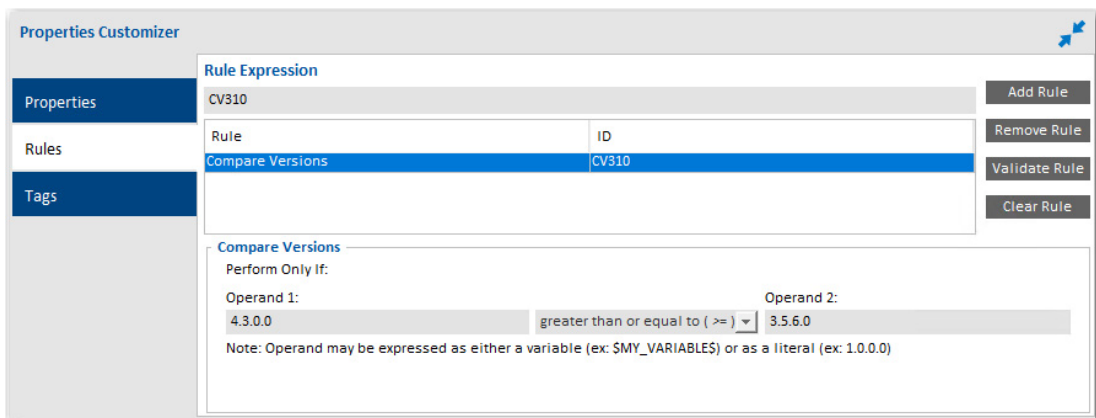 Properties Customizer
Properties
Rules
Tags
Rule Expression
CV310
Rule ID
Compare Versions CV310
Add Rule
Remove Rule
Validate Rule
Clear Rule
Compare Versions
Perform Only If:
Operand 1: Operand 2:
4.3.0.0 greater than or equal to ( >= ) 3.5.6.0
Note: Operand may be expressed as either a variable (ex: $MY_VARIABLE$) or as a literal (ex: 1.0.0.0)